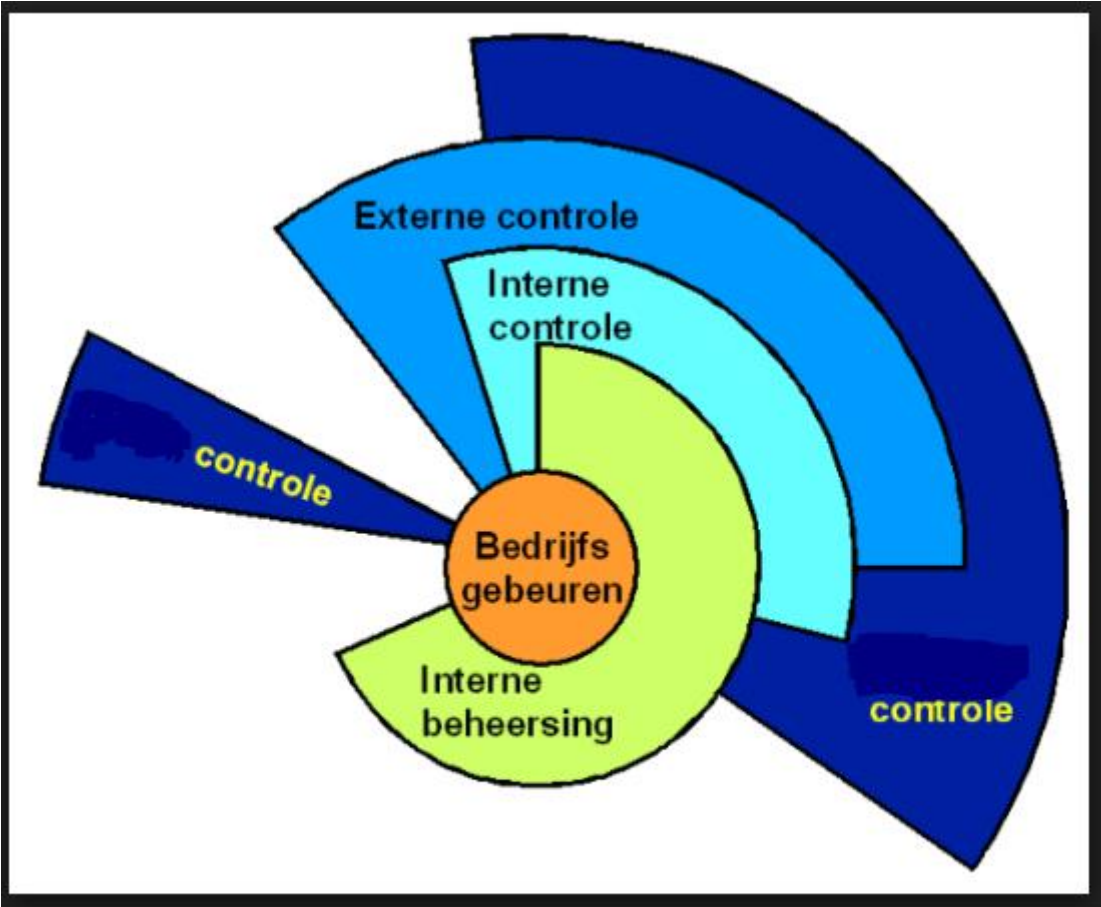 Externe controle
Interne
controle
controle
Bedrijfs
gebeuren
Interne
beheersing
controle